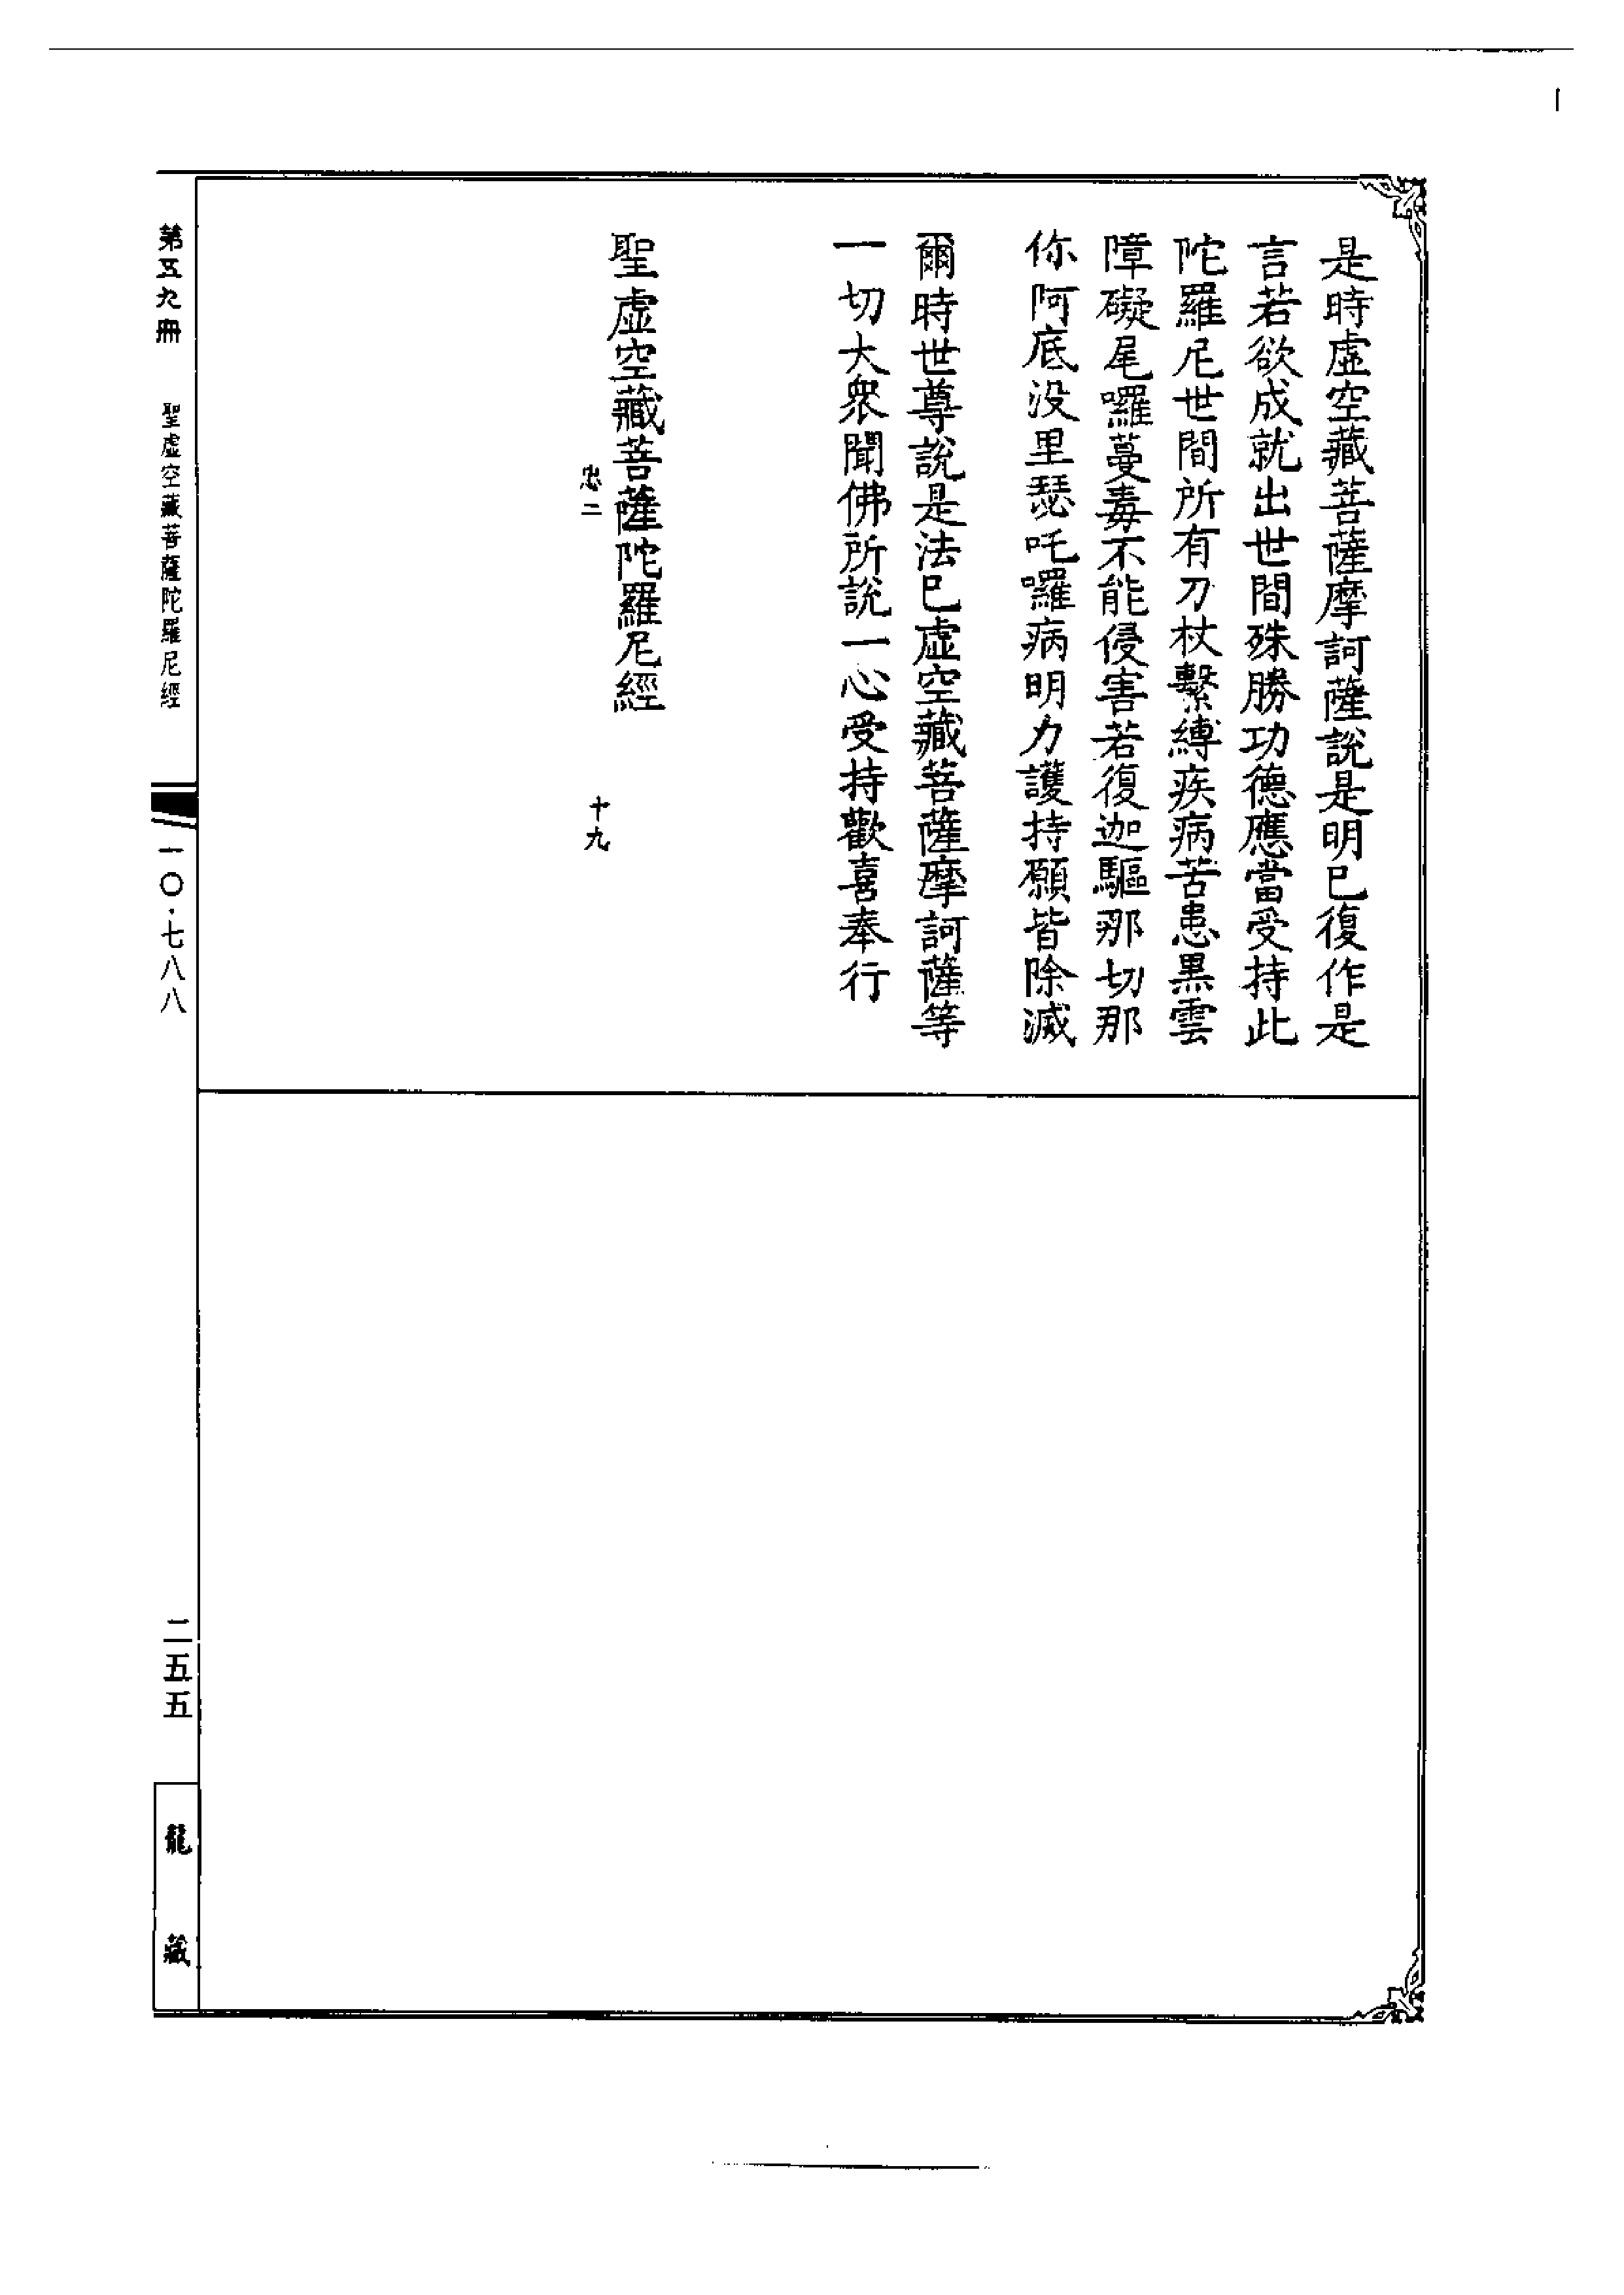 是時虛空藏菩薩摩訶薩說是明已復作是
言若欲成就出世間殊勝功德應當受持此
陀羅尼世間所有刀杖繫縛疾病苦患黑雲
障礙尾囉蔓毒不能侵害若復迦驅那切那
你阿底没里瑟吒囉病明力護持願皆除滅
爾時世尊說是法已虛空藏菩薩摩訶薩等
一切大眾聞佛所說一心受持歡喜奉行
聖虛空藏菩薩陀羅尼經
忠二 十九
第五九冊 聖虛空藏菩薩陀羅尼經 一〇·七八八 二五五
龍藏